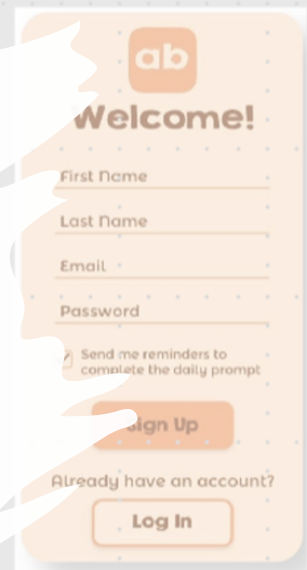 ab
Welcome!
First Name
Last Name
Email
Password
Send me reminders to
complete the daily prompt
Sign Up
Already have an account?
Log In